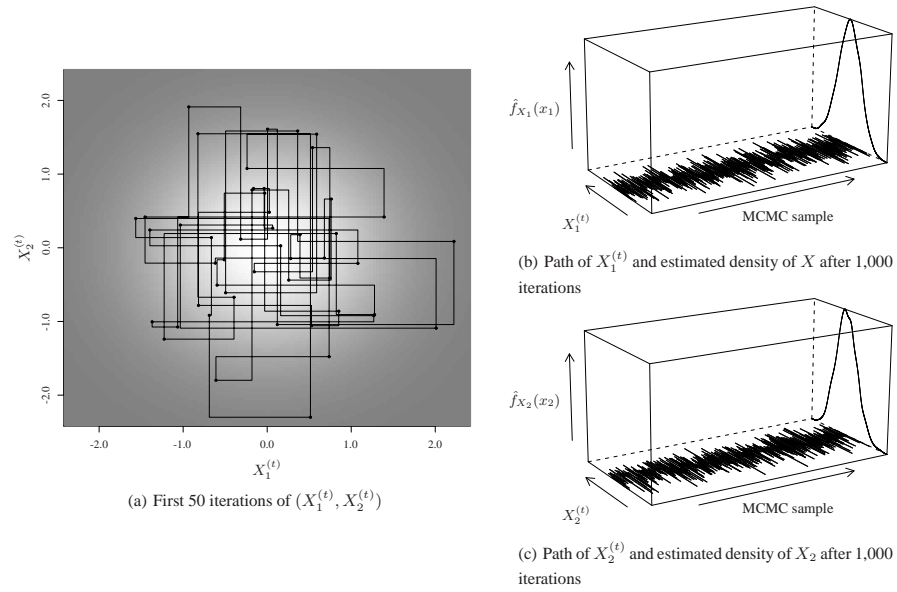 2.0
1.0
0.0
-1.0
-2.0
X_2^{(t)}
-2.0 -1.0 0.0 1.0 2.0
X_1^{(t)}
(a) First 50 iterations of (X_1^{(t)}, X_2^{(t)})
\hat{f}_{X_1}(x_1)
X_1^{(t)}
MCMC sample
(b) Path of X_1^{(t)} and estimated density of X after 1,000
iterations
\hat{f}_{X_2}(x_2)
X_2^{(t)}
MCMC sample
(c) Path of X_2^{(t)} and estimated density of X_2 after 1,000
iterations